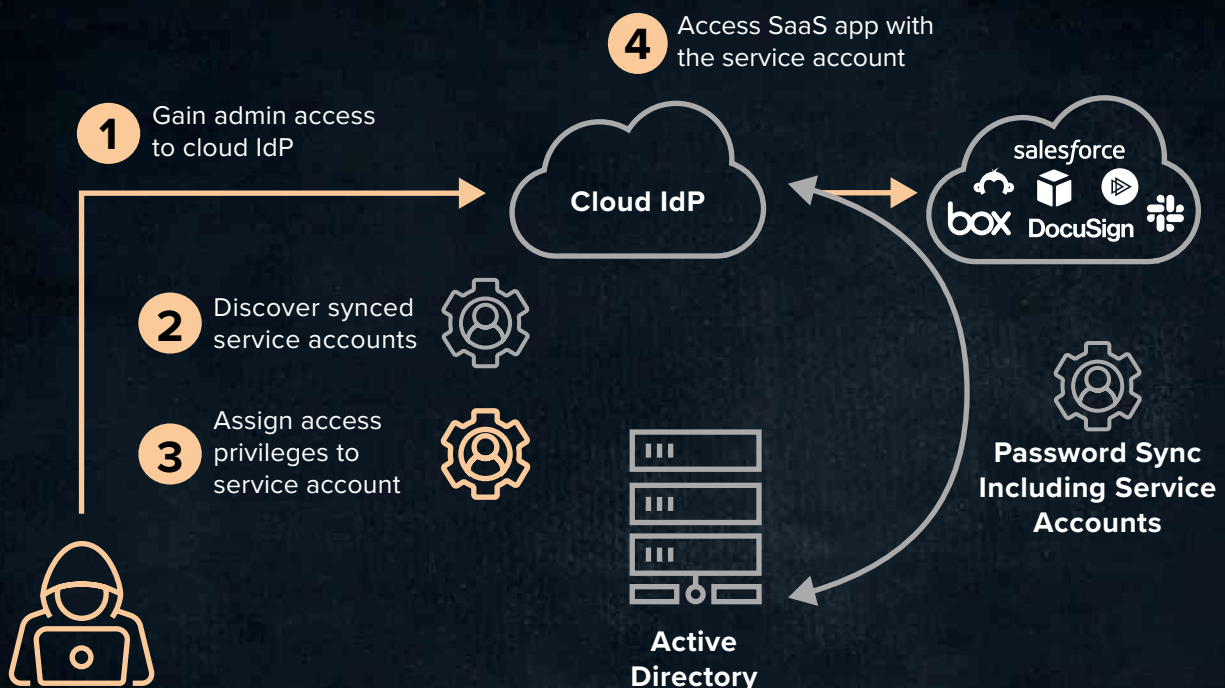 4
Access SaaS app with
the service account
1
Gain admin access
to cloud IdP
Cloud IdP
salesforce
box
DocuSign
2
Discover synced
service accounts
3
Assign access
privileges to
service account
Password Sync
Including Service
Accounts
Active
Directory